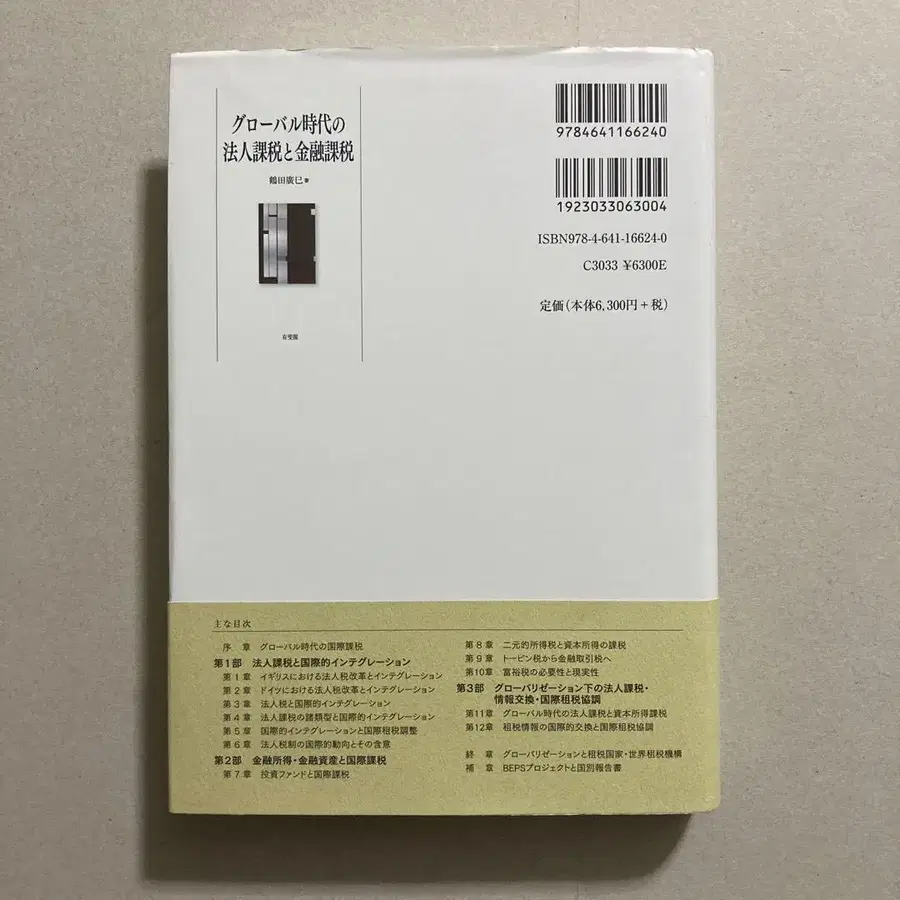 グローバル時代の
法人課税と金融課税
鶴田廣巳 著
有斐閣
9784641166240
1923033063004
ISBN978-4-641-16624-0
C3033 ¥6300E
定価(本体6,300円+税)
主な目次
序 章 グローバル時代の国際課税
第1部 法人課税と国際的インテグレーション
第1章 イギリスにおける法人税改革とインテグレーション
第2章 ドイツにおける法人税改革とインテグレーション
第3章 法人税と国際的インテグレーション
第4章 法人課税の諸類型と国際的インテグレーション
第5章 国際的インテグレーションと国際租税調整
第6章 法人税制の国際的動向とその含意
第2部 金融所得・金融資産と国際課税
第7章 投資ファンドと国際課税
第8章 二元的所得税と資本所得の課税
第9章 トービン税から金融取引税へ
第10章 富裕税の必要性と現実性
第3部 グローバリゼーション下の法人課税・
情報交換・国際租税協調
第11章 グローバル時代の法人課税と資本所得課税
第12章 租税情報の国際的交換と国際租税協調
終 章 グローバリゼーションと租税国家・世界租税機構
補 章 BEPSプロジェクトと国別報告書